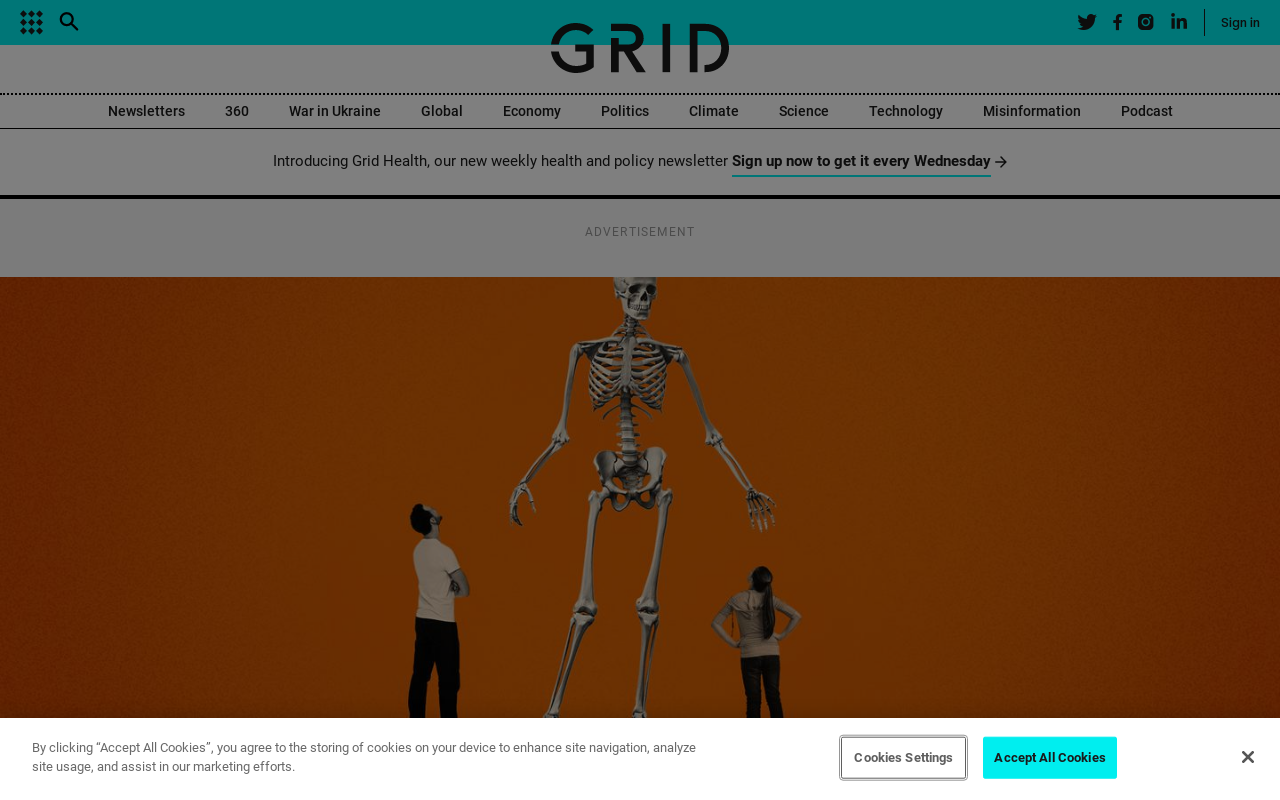 Sign in
GRID
Newsletters 360 War in Ukraine Global Economy Politics Climate Science Technology Misinformation Podcast
Introducing Grid Health, our new weekly health and policy newsletter Sign up now to get it every Wednesday
ADVERTISEMENT
By clicking “Accept All Cookies”, you agree to the storing of cookies on your device to enhance site navigation, analyze
site usage, and assist in our marketing efforts.
Cookies Settings
Accept All Cookies